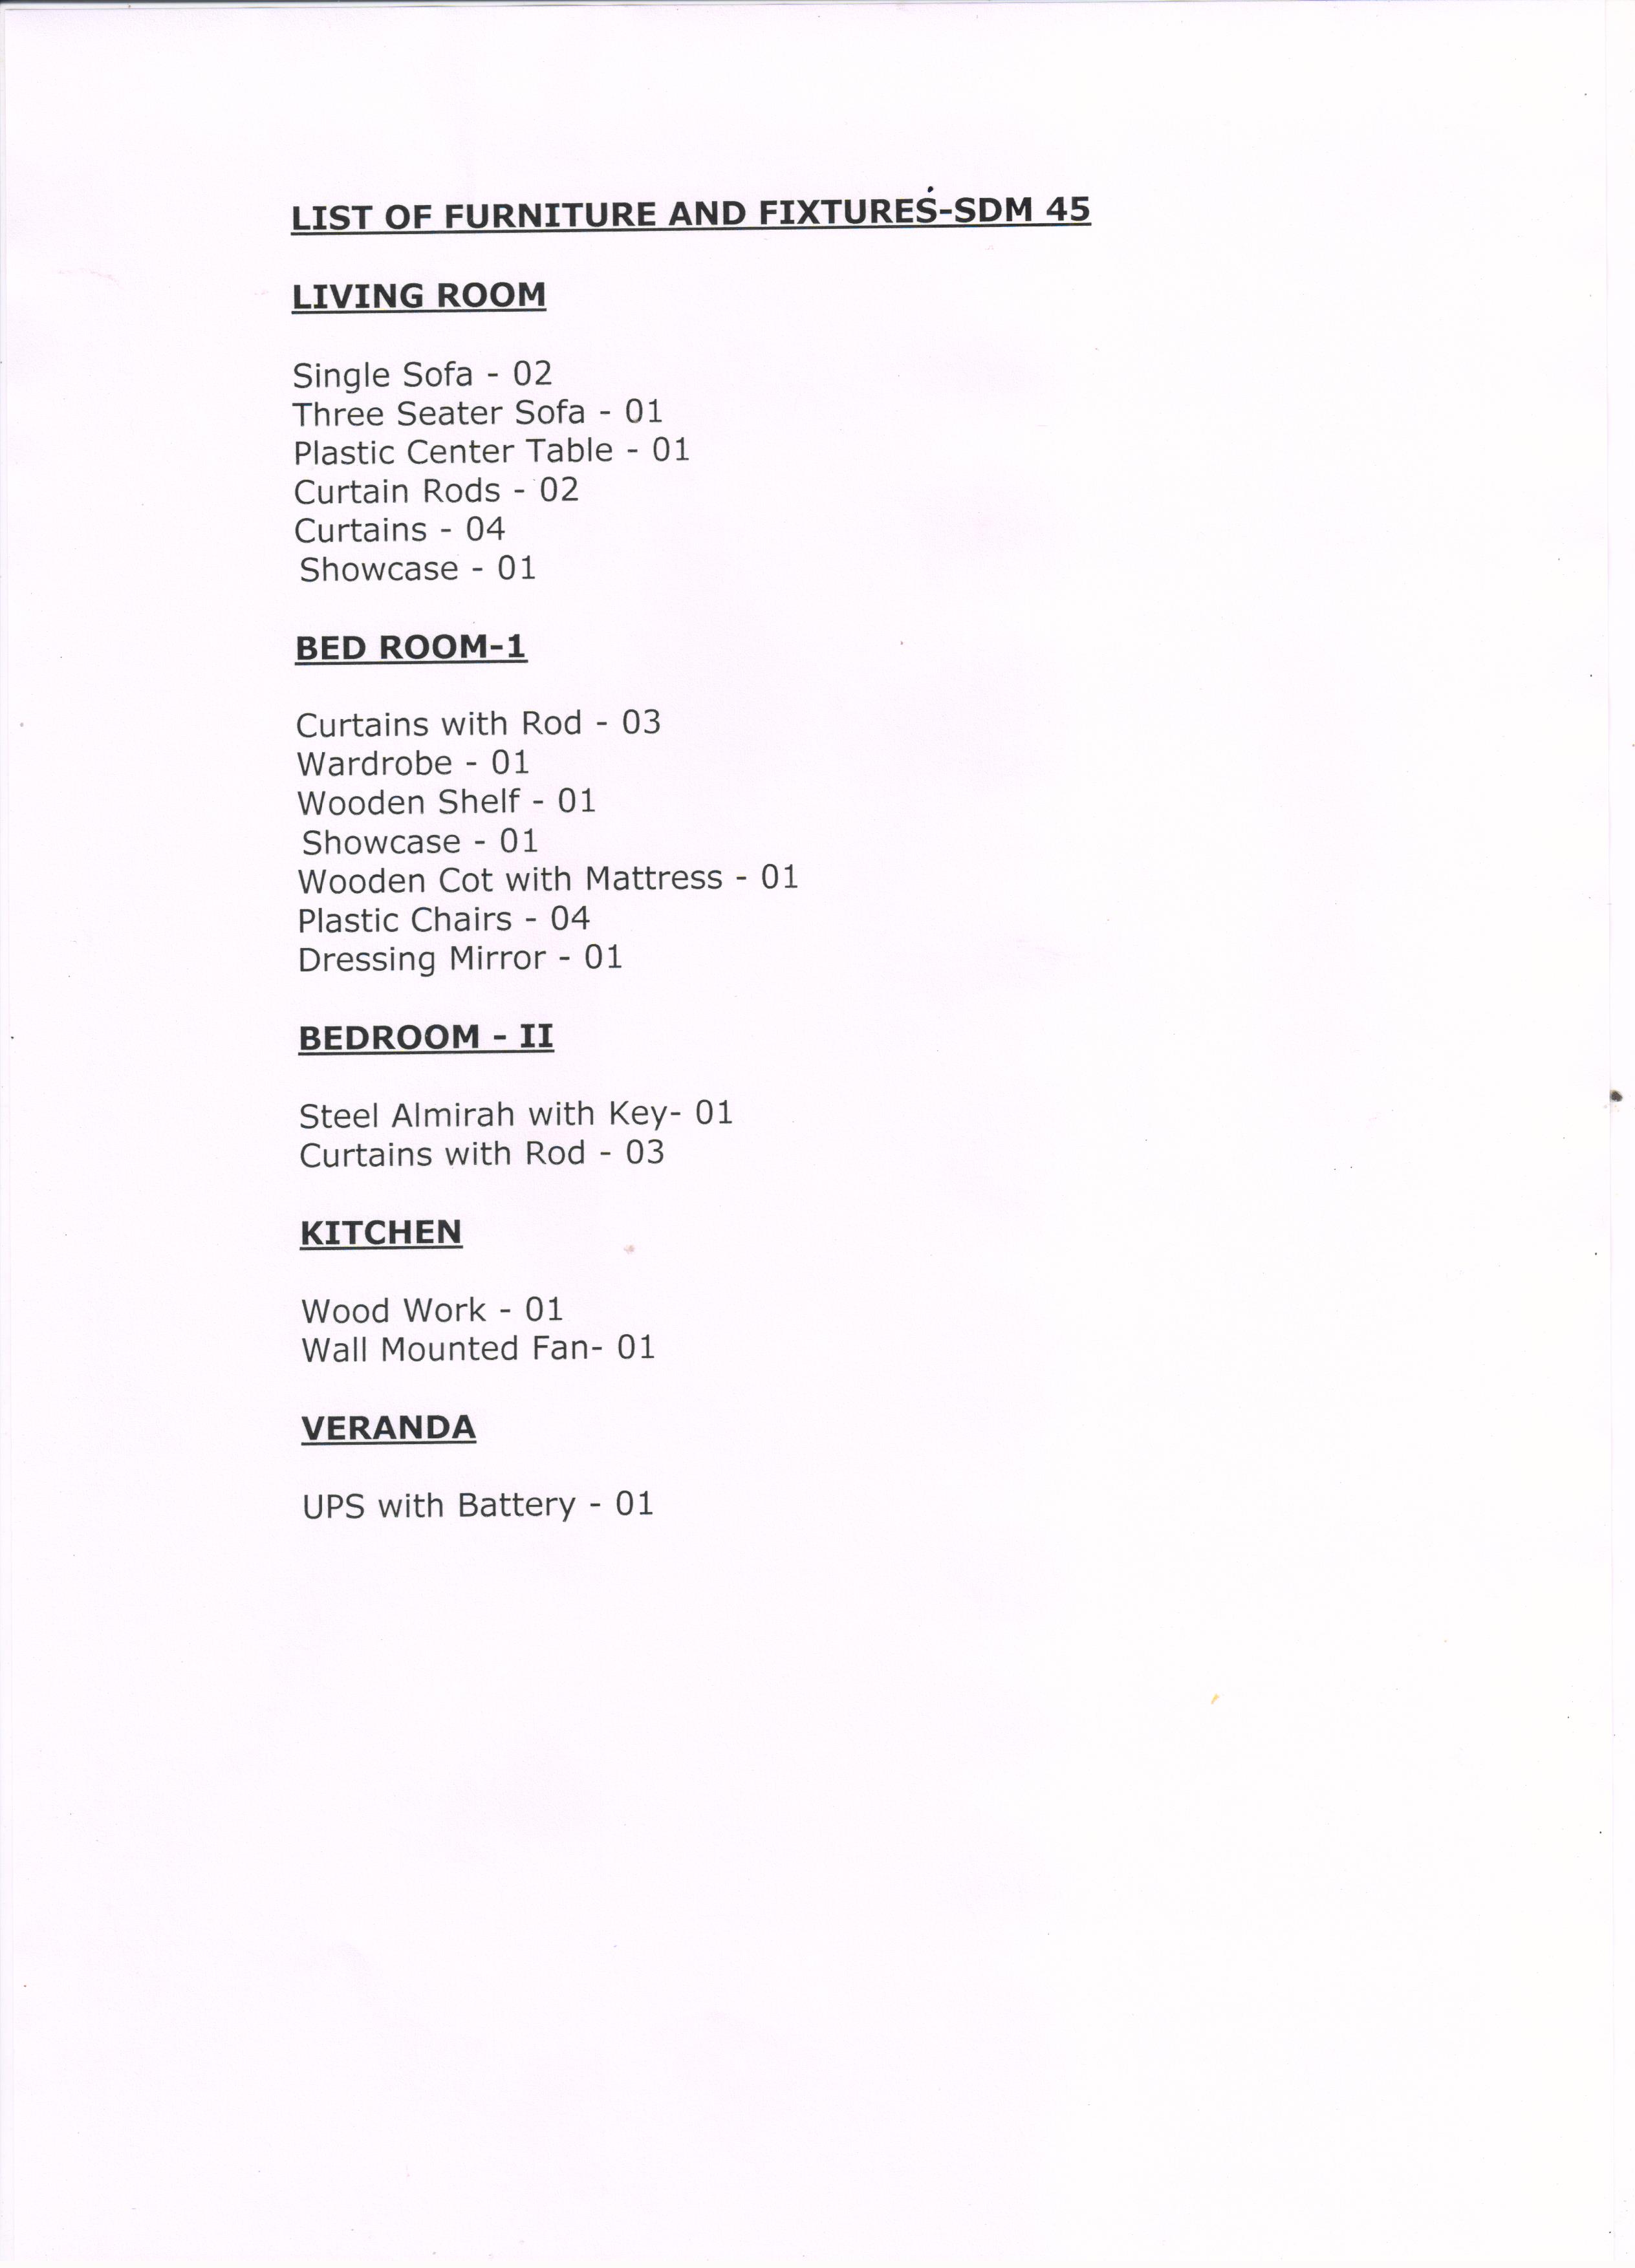 LIST OF FURNITURE AND FIXTURES-SDM 45
LIVING ROOM
Single Sofa - 02
Three Seater Sofa - 01
Plastic Center Table - 01
Curtain Rods - 02
Curtains - 04
Showcase - 01
BED ROOM-1
Curtains with Rod - 03
Wardrobe - 01
Wooden Shelf - 01
Showcase - 01
Wooden Cot with Mattress - 01
Plastic Chairs - 04
Dressing Mirror - 01
BEDROOM - II
Steel Almirah with Key- 01
Curtains with Rod - 03
KITCHEN
Wood Work - 01
Wall Mounted Fan- 01
VERANDA
UPS with Battery - 01